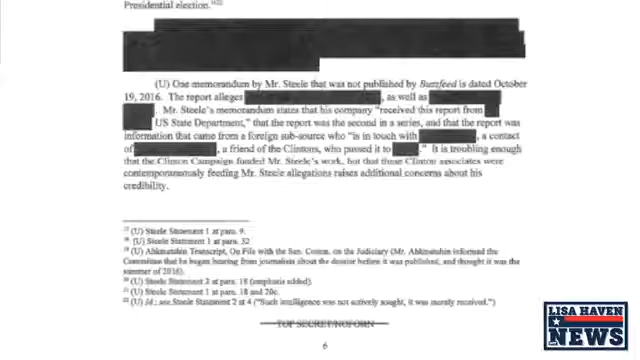 Presidential election."
(U) One memorandum by Mr. Steele that was not published by Buzzfeed is dated October
19, 2016. The report alleges , as well as
. Mr. Steele's memorandum states that his company "received this report from
US State Department," that the report was the second in a series, and that the report was
information that came from a foreign sub-source who "is in touch with , a contact
of , a friend of the Clintons, who passed it to ." It is troubling enough
that the Clinton Campaign funded Mr. Steele's work, but that these Clinton associates were
contemporaneously feeding Mr. Steele allegations raises additional concerns about his
credibility.
(U) Steele Statement 1 at para. 9.
(U) Steele Statement 1 at para. 32
(U) Akhmetshin Transcript, On File with the Sen. Comm. on the Judiciary (Mr. Akhmetshin informed the
Committee that he began hearing from journalists about the dossier before it was published, and thought it was the
summer of 2016).
(U) Steele Statement 2 at para. 18 (emphasis added).
(U) Steele Statement 1 at para. 18 and 20c.
(U) Id.; see Steele Statement 2 at 4 ("Such intelligence was not actively sought, it was merely received.")
TOP SECRET//NOFORN
6
LISA HAVEN
NEWS